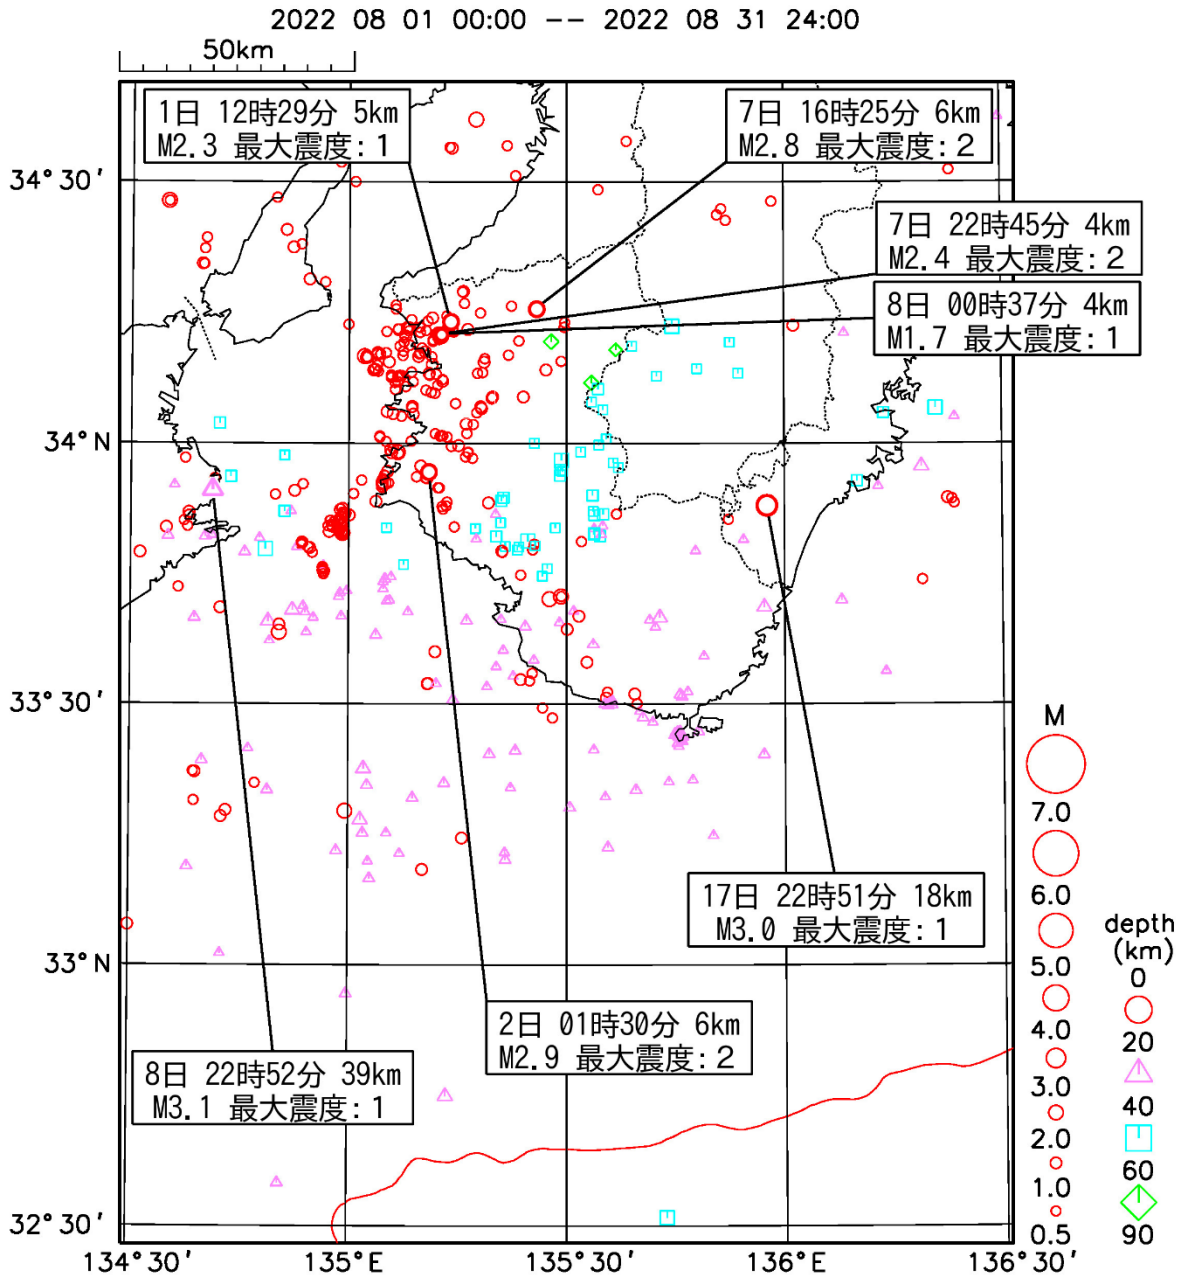 2022 08 01 00:00 -- 2022 08 31 24:00
50km
1日 12時29分 5km
M2.3 最大震度:1
7日 16時25分 6km
M2.8 最大震度:2
34°30′
7日 22時45分 4km
M2.4 最大震度:2
8日 00時37分 4km
M1.7 最大震度:1
34°N
33°30′
17日 22時51分 18km
M3.0 最大震度:1
33°N
2日 01時30分 6km
M2.9 最大震度:2
8日 22時52分 39km
M3.1 最大震度:1
32°30′
134°30′
135°E
135°30′
136°E
136°30′
M
7.0
6.0
5.0
4.0
3.0
2.0
1.0
0.5
depth
(km)
0
20
40
60
90